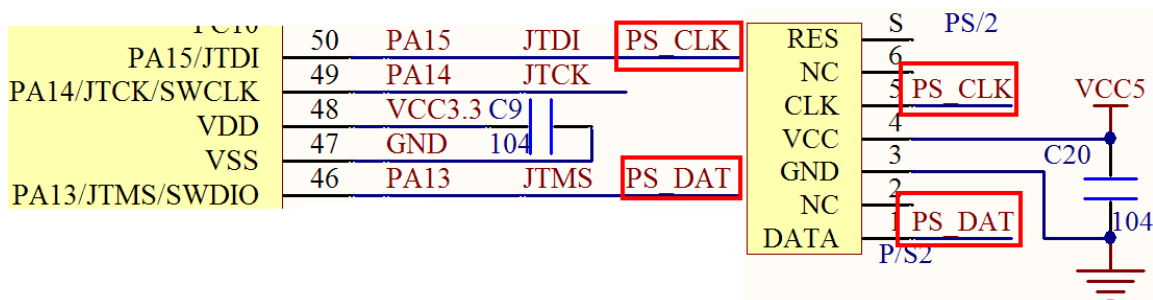 PC10
PA15/JTDI 50 PA15 JTDI PS_CLK
PA14/JTCK/SWCLK 49 PA14 JTCK
VDD 48 VCC3.3 C9
VSS 47 GND 104
PA13/JTMS/SWDIO 46 PA13 JTMS PS_DAT
RES S PS/2
NC 6
CLK 5 PS_CLK VCC5
VCC 4
GND 3 C20
NC 2
DATA 1 PS_DAT 104
P/S2